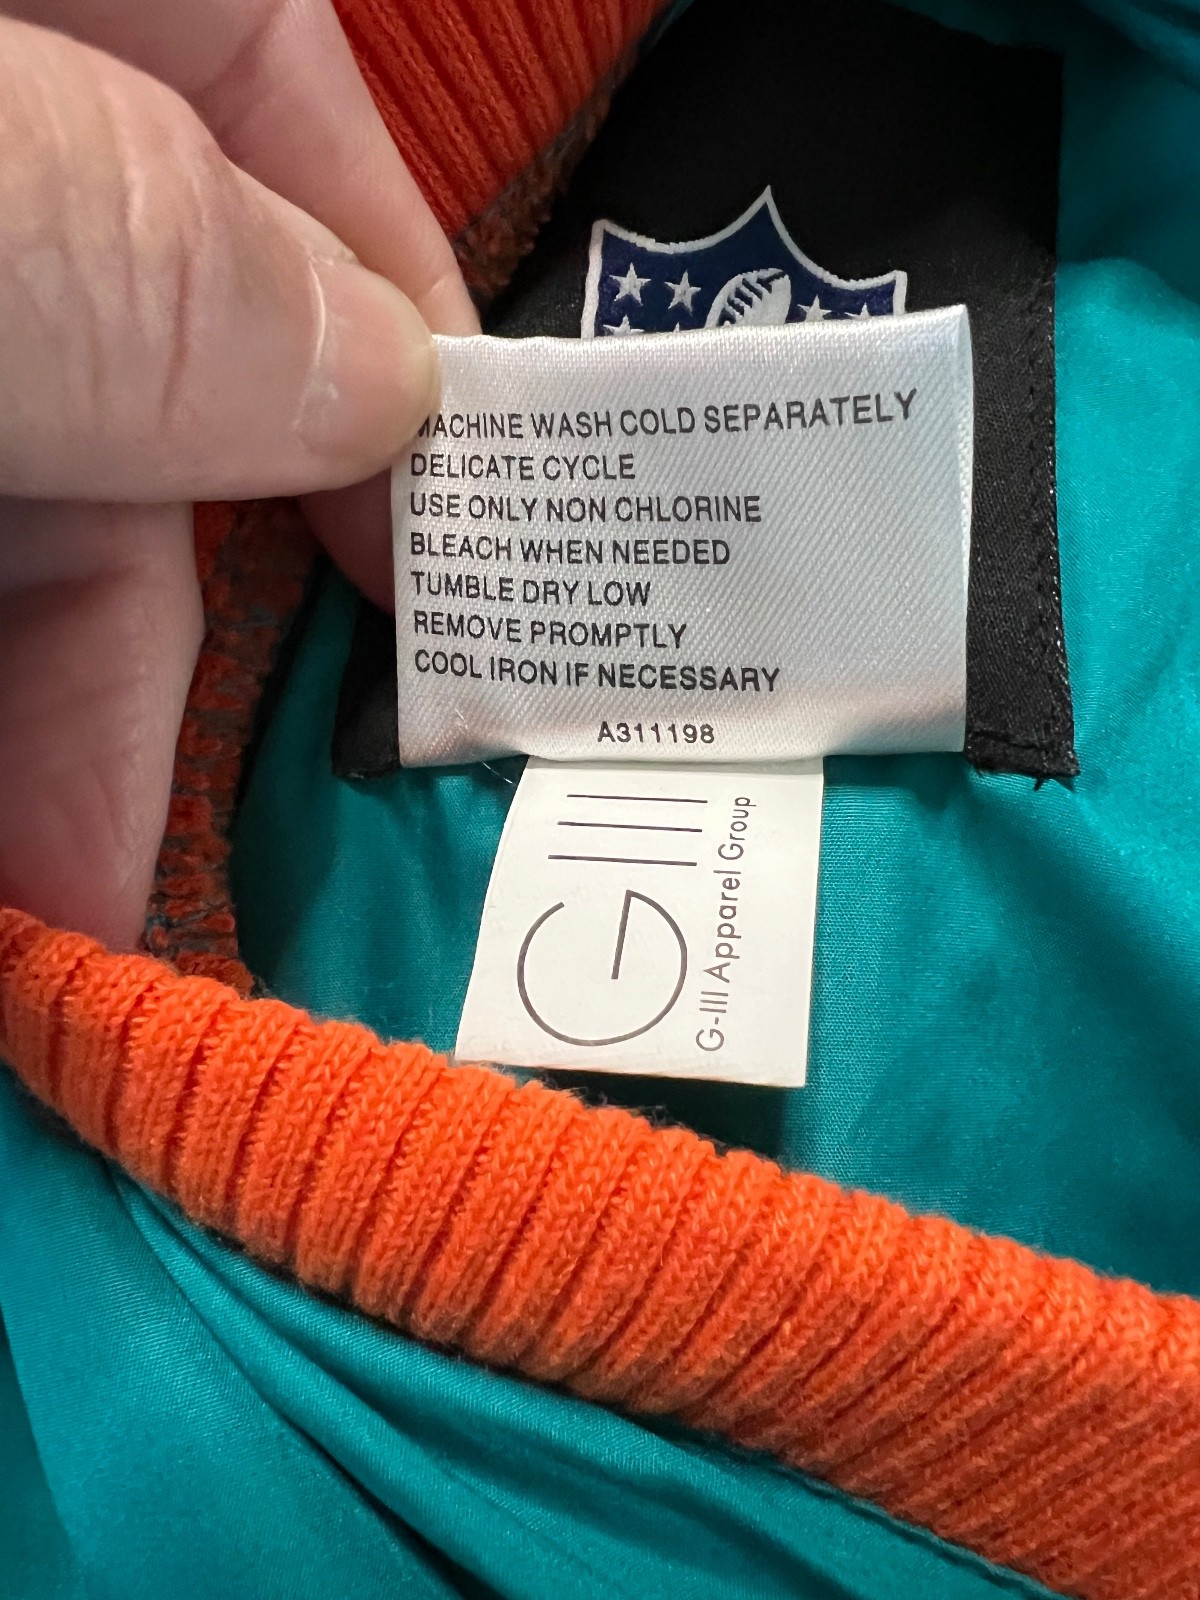 MACHINE WASH COLD SEPARATELY
DELICATE CYCLE
USE ONLY NON CHLORINE
BLEACH WHEN NEEDED
TUMBLE DRY LOW
REMOVE PROMPTLY
COOL IRON IF NECESSARY
A311198
GIII
G-III Apparel Group